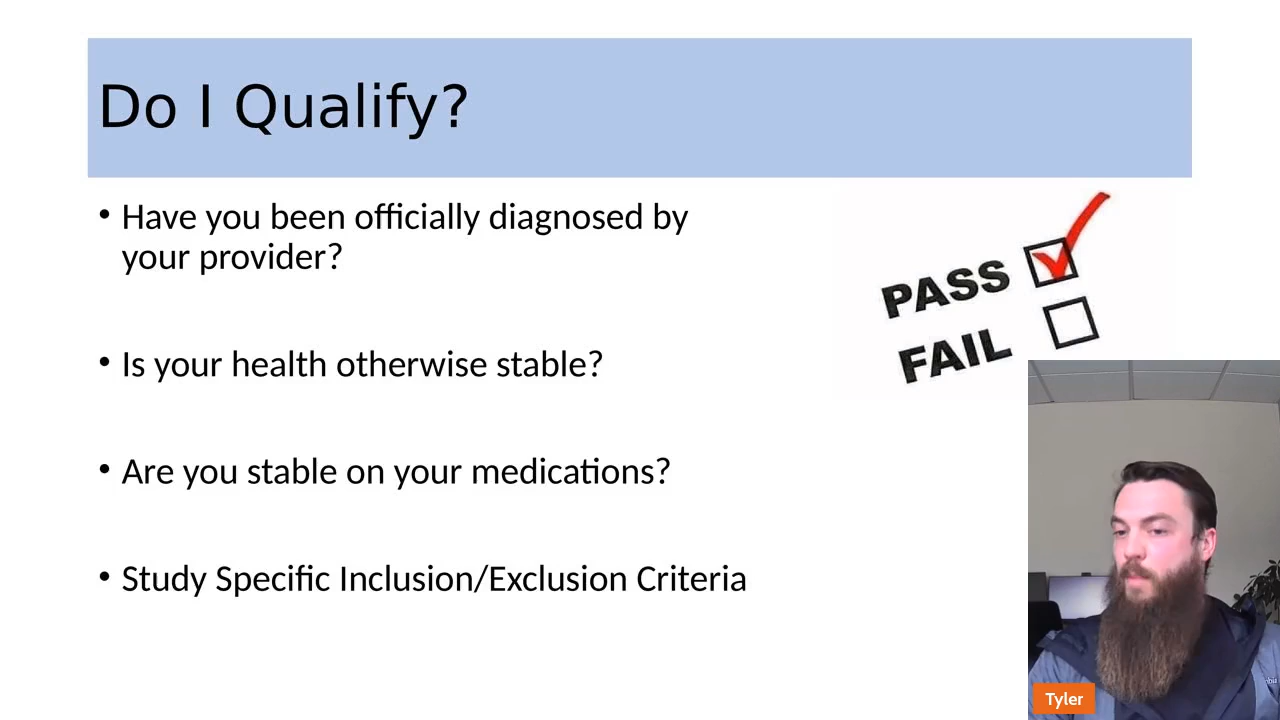 Do I Qualify?
• Have you been officially diagnosed by
your provider?
• Is your health otherwise stable?
• Are you stable on your medications?
• Study Specific Inclusion/Exclusion Criteria
PASS
FAIL
Tyler